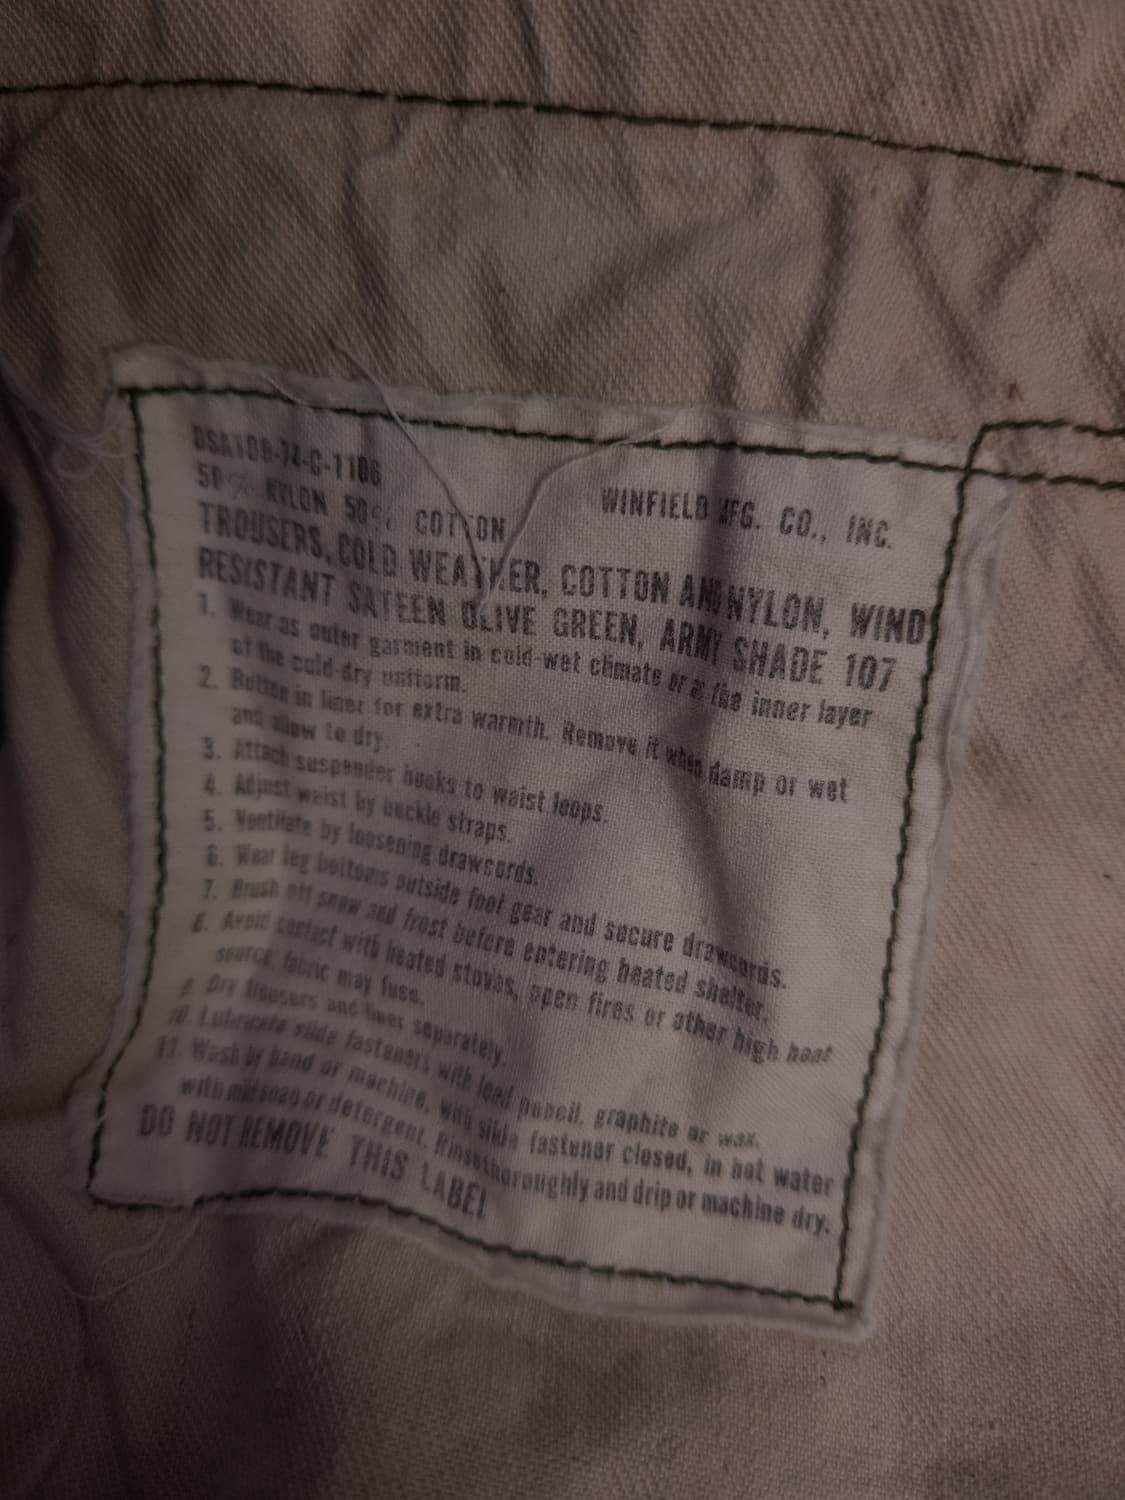 DSA100-74-C-1106
50% NYLON 50% COTTON WINFIELD MFG. CO., INC.
TROUSERS, COLD WEATHER, COTTON AND NYLON, WIND
RESISTANT SATEEN OLIVE GREEN, ARMY SHADE 107
1. Wear as outer garment in cold-wet climate or as the inner layer
of the cold-dry uniform.
2. Button in liner for extra warmth. Remove it when damp or wet
and allow to dry.
3. Attach suspender hooks to waist loops.
4. Adjust waist by buckle straps.
5. Ventilate by loosening drawcords.
6. Wear leg bottoms outside foot gear and secure drawcords.
7. Brush off snow and frost before entering heated shelter.
8. Avoid contact with heated stoves, open fires or other high heat
source, fabric may fuse.
9. Dry trousers and liner separately.
10. Lubricate slide fasteners with lead pencil, graphite or wax.
11. Wash by hand or machine, with slide fastener closed, in hot water
with mild soap or detergent. Rinse thoroughly and drip or machine dry.
DO NOT REMOVE THIS LABEL